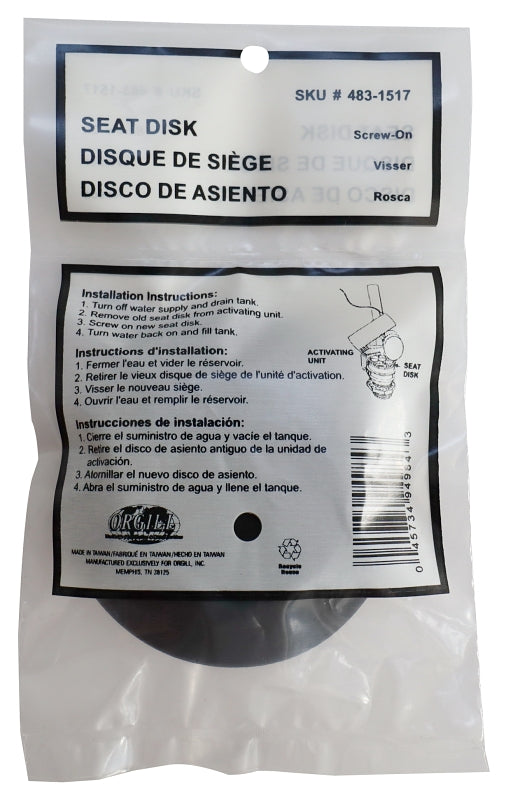 SKU # 483-1517
SEAT DISK Screw-On
DISQUE DE SIÈGE Visser
DISCO DE ASIENTO Rosca
Installation Instructions:
1. Turn off water supply and drain tank.
2. Remove old seat disk from activating unit.
3. Screw on new seat disk.
4. Turn water back on and fill tank.
Instructions d'installation:
1. Fermer l'eau et vider le réservoir.
2. Retirer le vieux disque de siège de l'unité d'activation.
3. Visser le nouveau siège.
4. Ouvrir l'eau et remplir le réservoir.
Instrucciones de instalación:
1. Cierre el suministro de agua y vacíe el tanque.
2. Retire el disco de asiento antiguo de la unidad de
activación.
3. Atornillar el nuevo disco de asiento.
4. Abra el suministro de agua y llene el tanque.
ACTIVATING
UNIT
SEAT
DISK
ORGILL
MADE IN TAIWAN/FABRIQUÉ EN TAIWAN/HECHO EN TAIWAN
MANUFACTURED EXCLUSIVELY FOR ORGILL, INC.
MEMPHIS, TN 38125
Recycle
Reuse
0 45734 94984 3